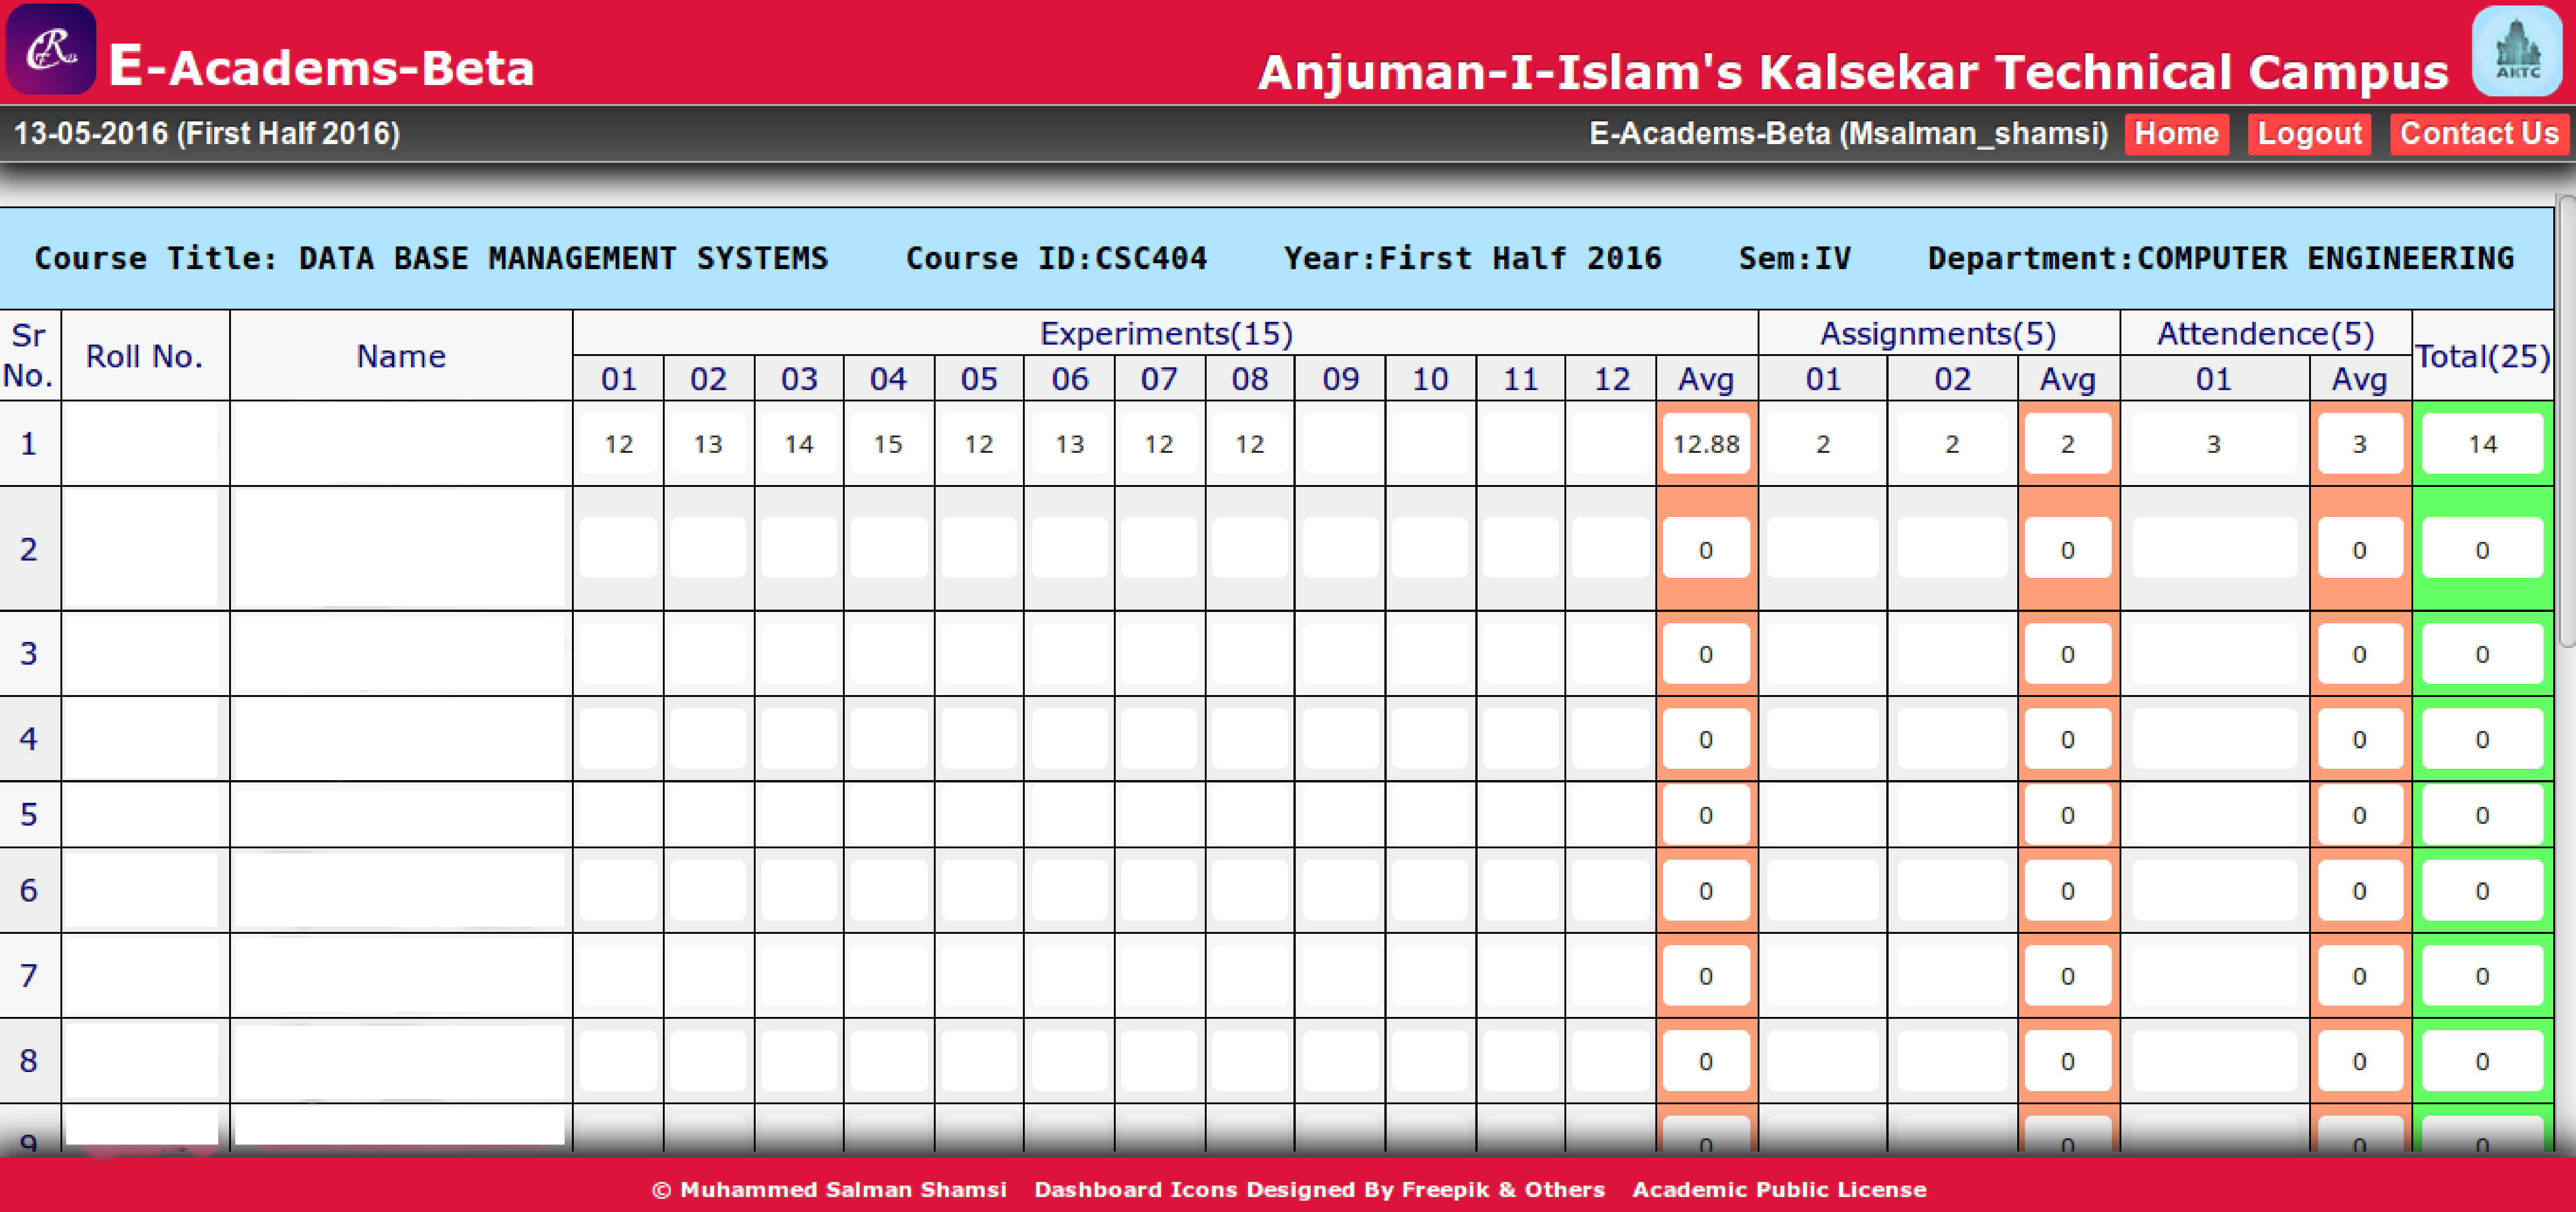 E-Academs-Beta
Anjuman-I-Islam's Kalsekar Technical Campus
AKTC
13-05-2016 (First Half 2016)
E-Academs-Beta (Msalman_shamsi) Home Logout Contact Us
Course Title: DATA BASE MANAGEMENT SYSTEMS Course ID:CSC404 Year:First Half 2016 Sem:IV Department:COMPUTER ENGINEERING
Sr No. Roll No. Name Experiments(15) Assignments(5) Attendence(5) Total(25)
01 02 03 04 05 06 07 08 09 10 11 12 Avg 01 02 Avg 01 Avg
1 12 13 14 15 12 13 12 12 12.88 2 2 2 3 3 14
2 0 0 0 0
3 0 0 0 0
4 0 0 0 0
5 0 0 0 0
6 0 0 0 0
7 0 0 0 0
8 0 0 0 0
9 0 0 0 0
© Muhammed Salman Shamsi Dashboard Icons Designed By Freepik & Others Academic Public License